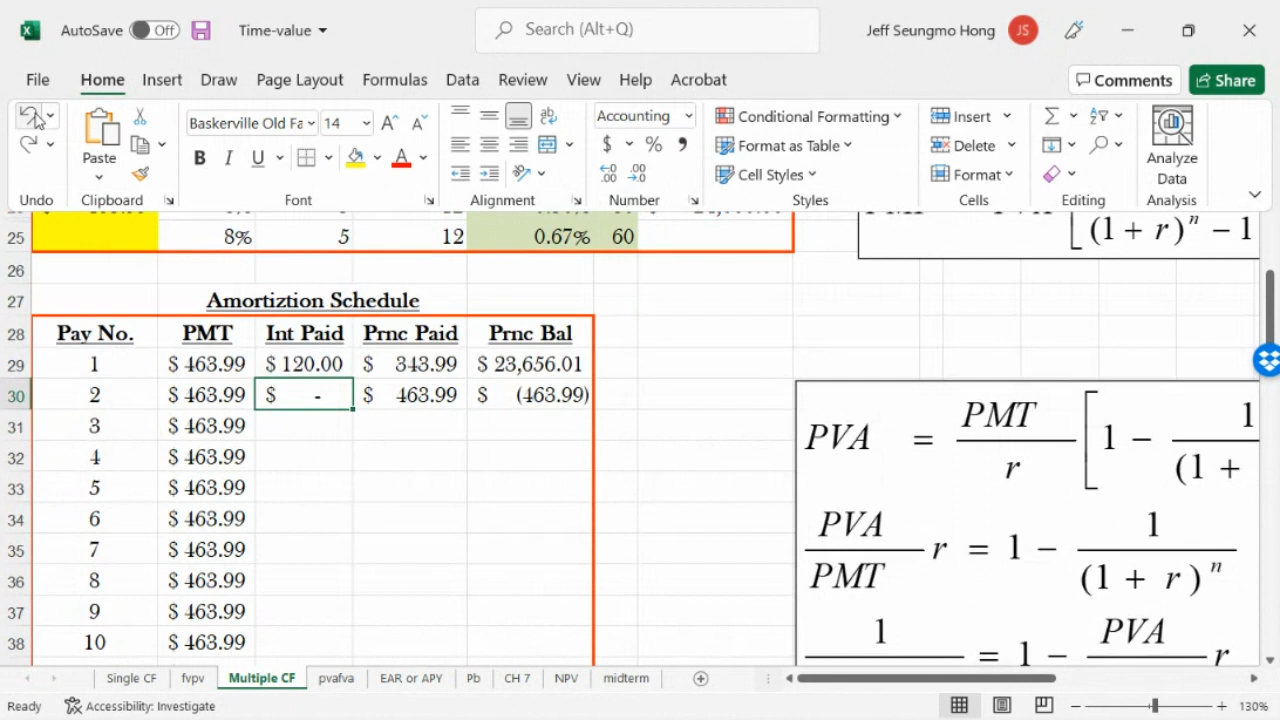 AutoSave Off Time-value Search (Alt+Q) Jeff Seungmo Hong JS
File Home Insert Draw Page Layout Formulas Data Review View Help Acrobat Comments Share
Baskerville Old Fa 14 Accounting Conditional Formatting Insert
Paste B I U A $ % Format as Table Delete Analyze
Cell Styles Format Data
Undo Clipboard Font Alignment Number Styles Cells Editing Analysis
25 8% 5 12 0.67% 60 (1 + r)ⁿ − 1
26
27 Amortiztion Schedule
28 Pay No. PMT Int Paid Prnc Paid Prnc Bal
29 1 $ 463.99 $ 120.00 $ 343.99 $ 23,656.01
30 2 $ 463.99 $ - $ 463.99 $ (463.99)
31 3 $ 463.99
32 4 $ 463.99
33 5 $ 463.99
34 6 $ 463.99
35 7 $ 463.99
36 8 $ 463.99
37 9 $ 463.99
38 10 $ 463.99
PVA = PMT / r [ 1 − 1 / (1 +
PVA / PMT r = 1 − 1 / (1 + r)ⁿ
1 = 1 − PVA r
Single CF fvpv Multiple CF pvafva EAR or APY Pb CH 7 NPV midterm
Ready Accessibility: Investigate 130%